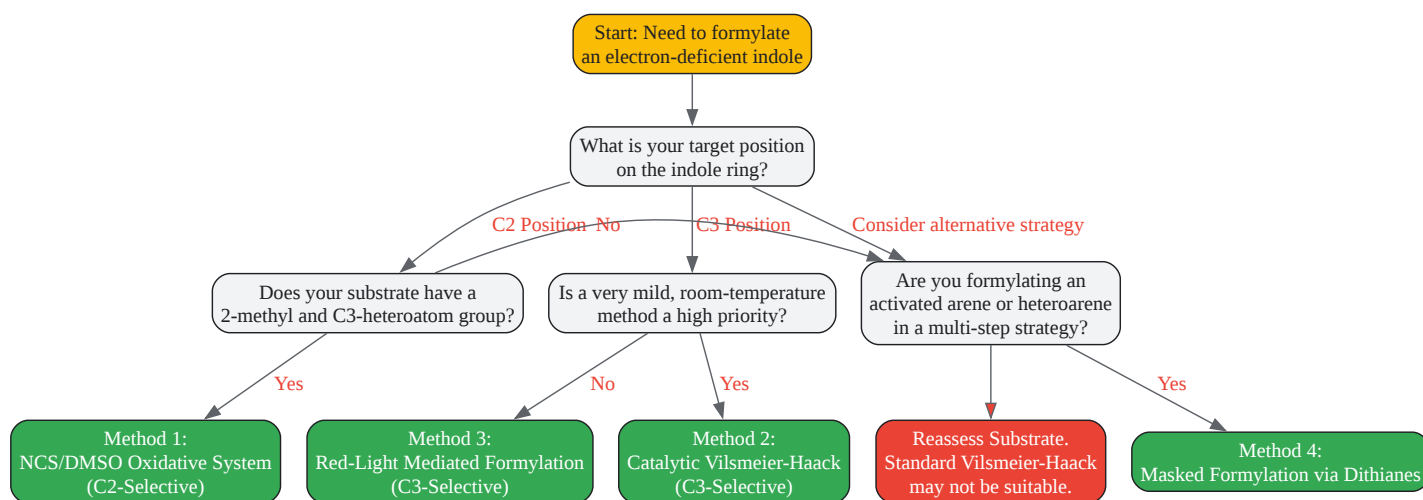 Start: Need to formylate
an electron-deficient indole
What is your target position
on the indole ring?
C2 Position
No
C3 Position
Consider alternative strategy
Does your substrate have a
2-methyl and C3-heteroatom group?
Is a very mild, room-temperature
method a high priority?
Are you formylating an
activated arene or heteroarene
in a multi-step strategy?
Yes
No
Yes
Yes
Method 1:
NCS/DMSO Oxidative System
(C2-Selective)
Method 3:
Red-Light Mediated Formylation
(C3-Selective)
Method 2:
Catalytic Vilsmeier-Haack
(C3-Selective)
Reassess Substrate.
Standard Vilsmeier-Haack
may not be suitable.
Method 4:
Masked Formylation via Dithianes